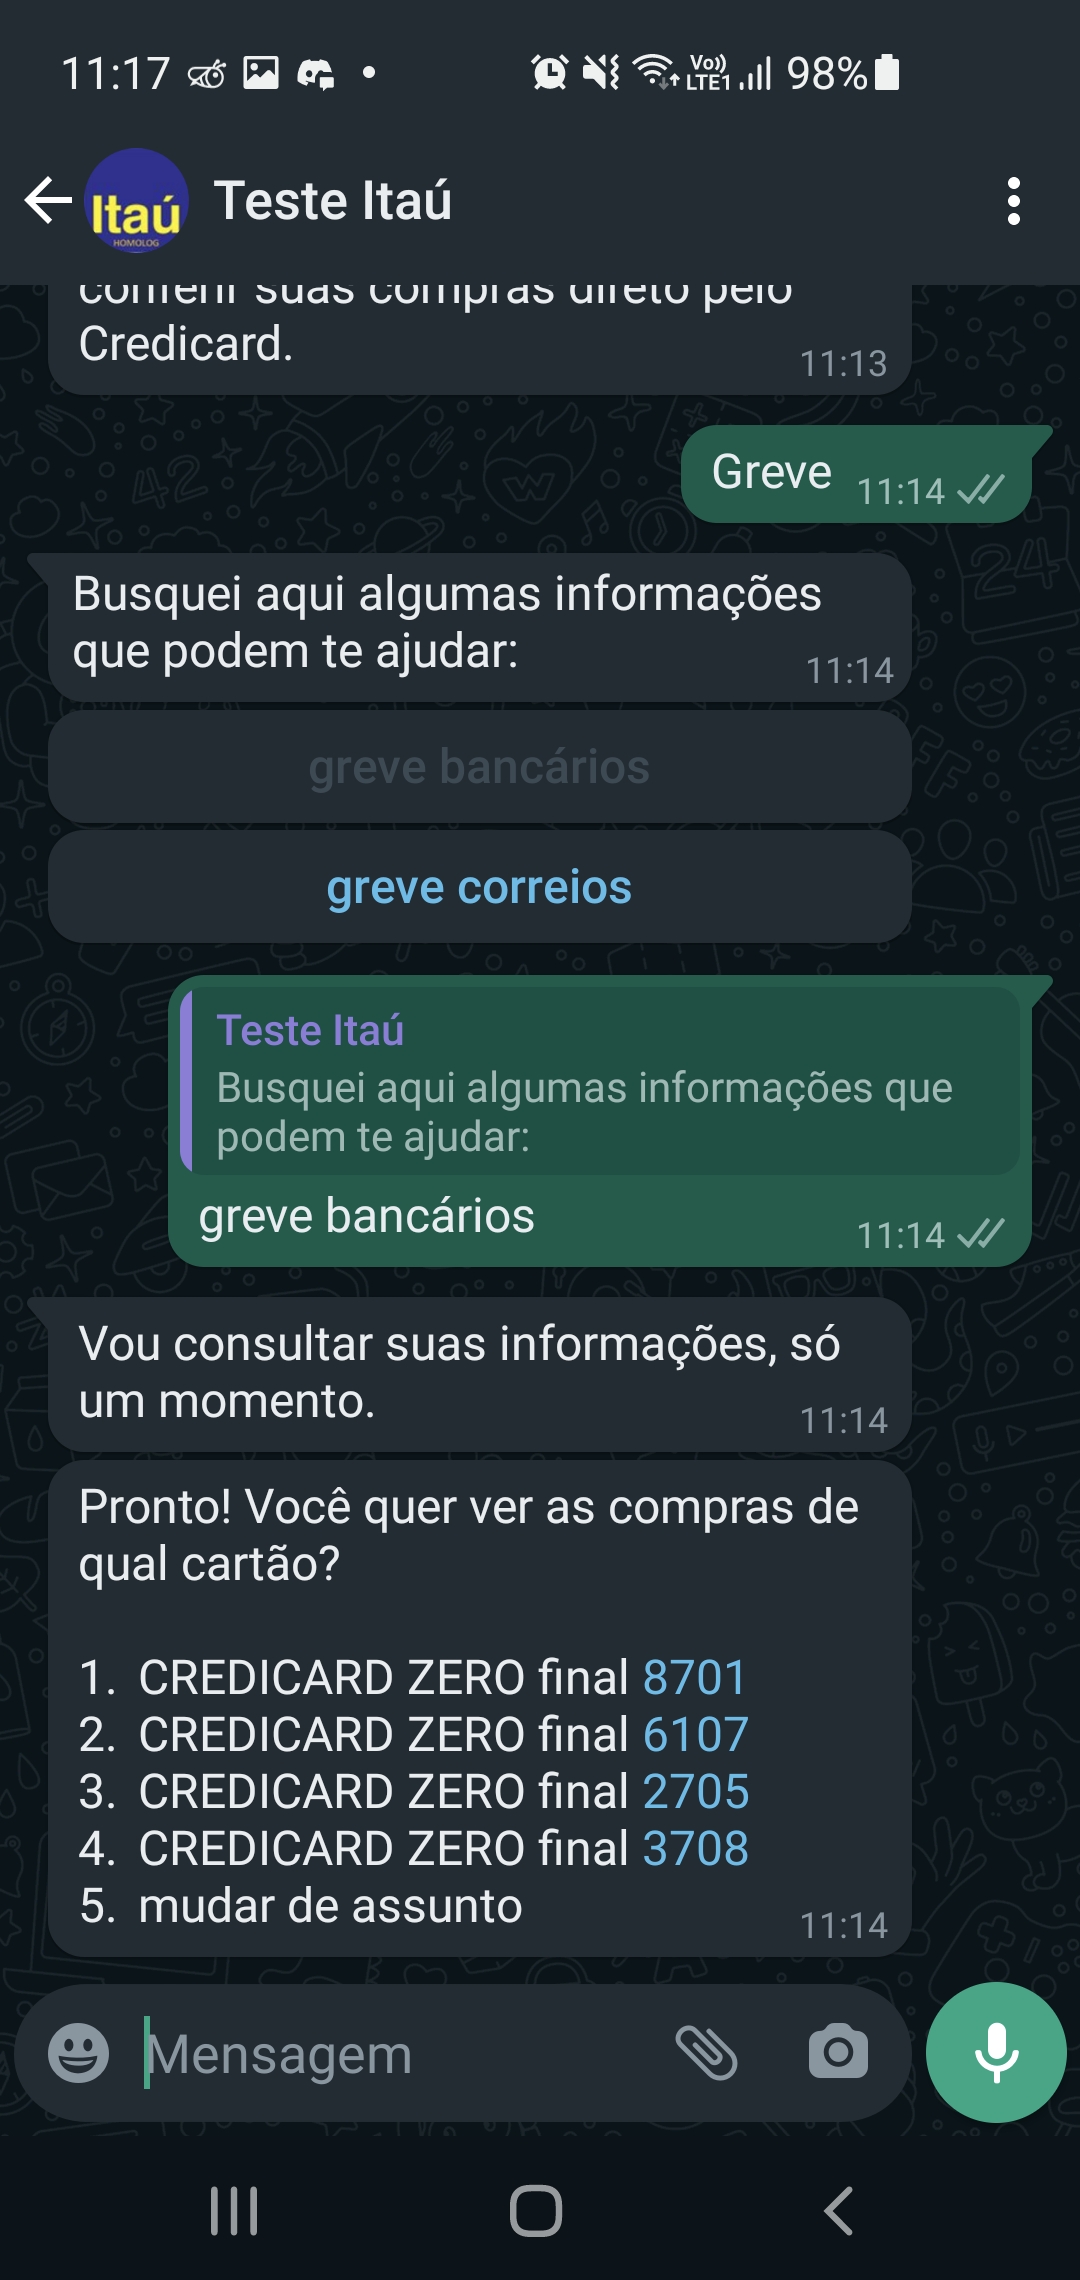 11:17
Vo))
LTE1
98%
Itaú
HOMOLOG
Teste Itaú
conferir suas compras direto pelo
Credicard.
11:13
Greve
11:14
Busquei aqui algumas informações
que podem te ajudar:
11:14
greve bancários
greve correios
Teste Itaú
Busquei aqui algumas informações que
podem te ajudar:
greve bancários
11:14
Vou consultar suas informações, só
um momento.
11:14
Pronto! Você quer ver as compras de
qual cartão?
1. CREDICARD ZERO final 8701
2. CREDICARD ZERO final 6107
3. CREDICARD ZERO final 2705
4. CREDICARD ZERO final 3708
5. mudar de assunto
11:14
Mensagem